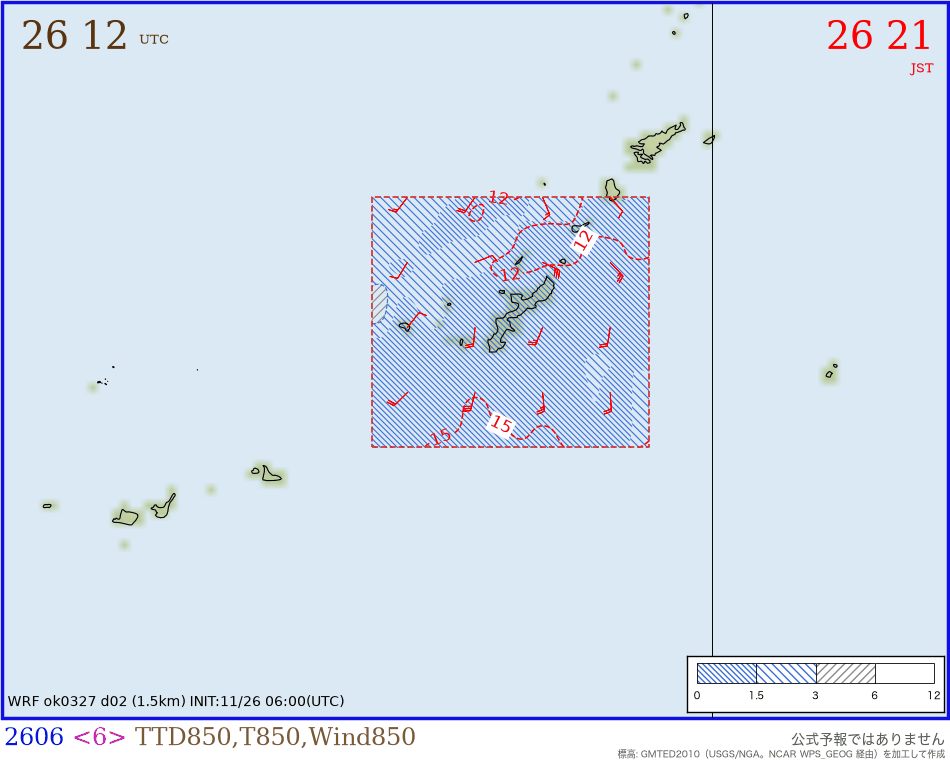 26 12 UTC
26 21
JST
12
12
12
15
15
WRF ok0327 d02 (1.5km) INIT:11/26 06:00(UTC)
0 1.5 3 6 12
2606 <6> TTD850,T850,Wind850
公式予報ではありません
標高: GMTED2010（USGS/NGA。NCAR WPS_GEOG 経由）を加工して作成